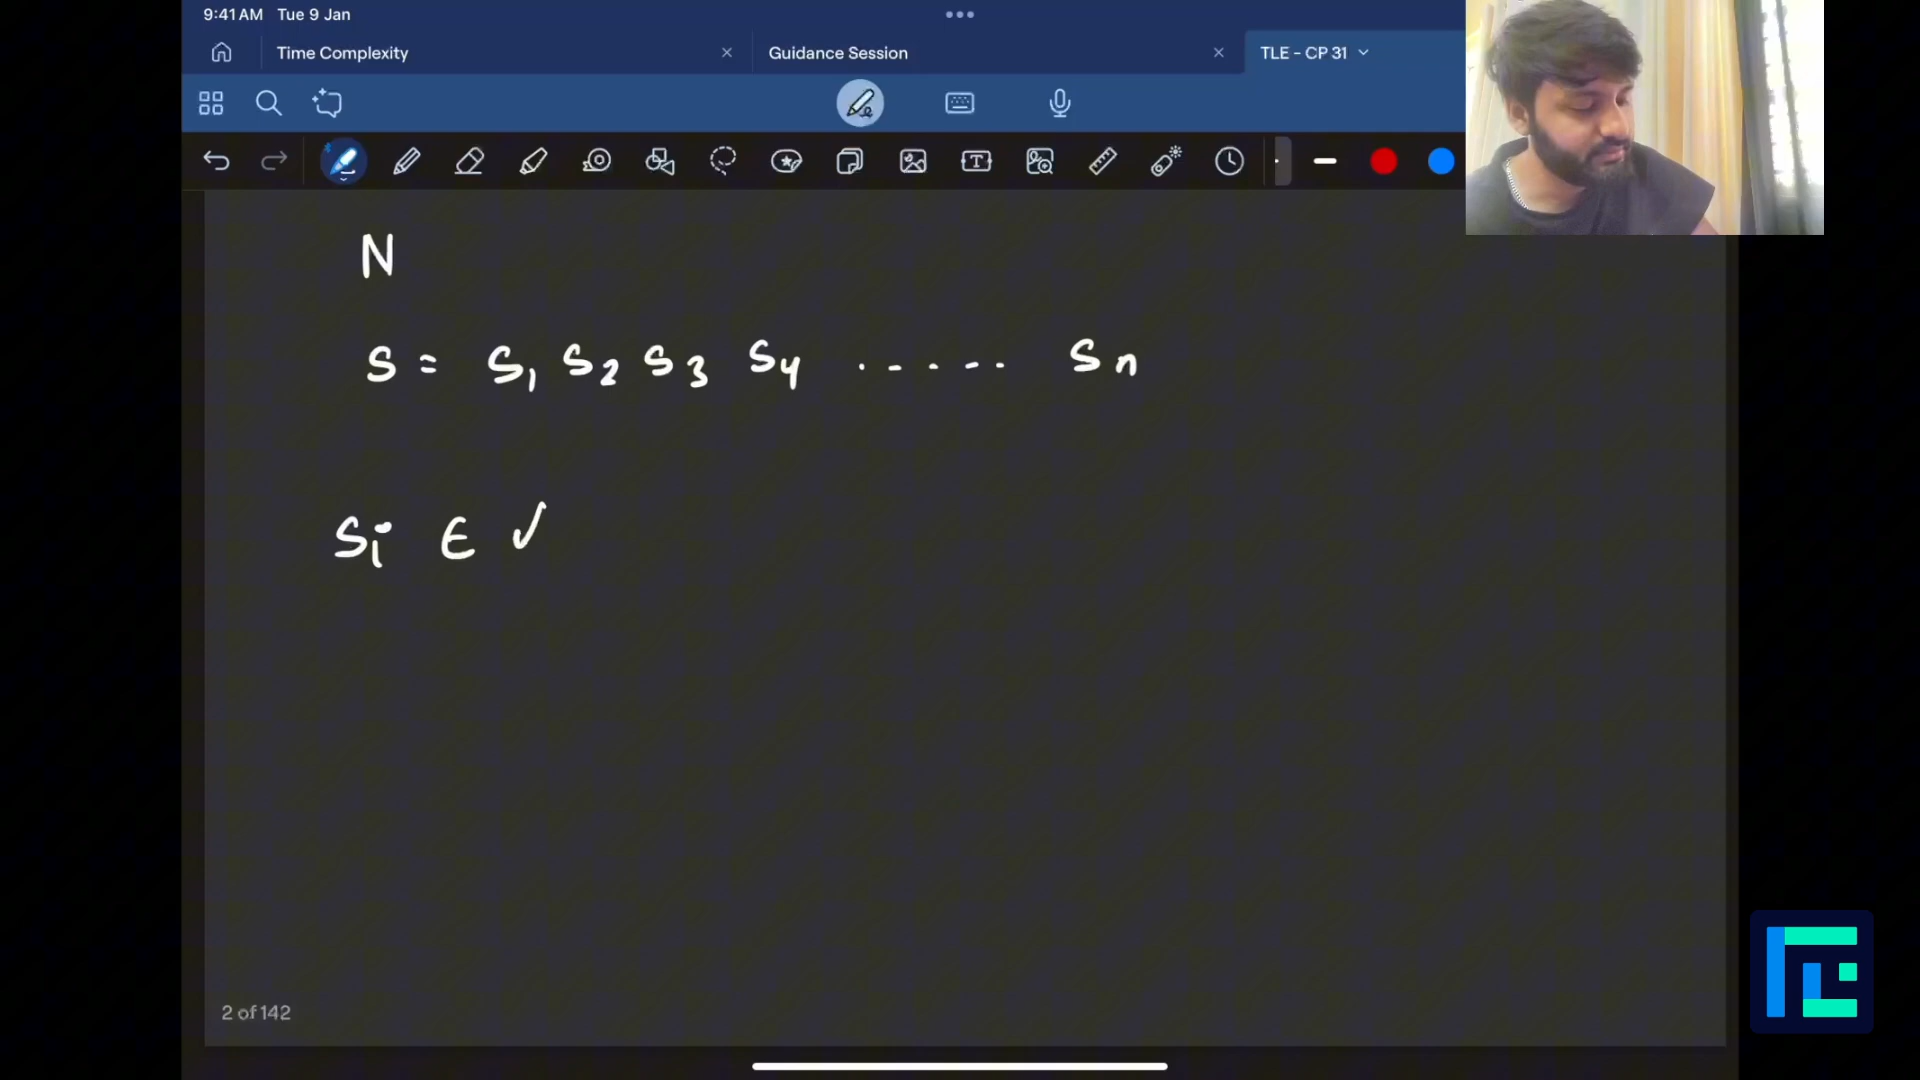 9:41 AM Tue 9 Jan
Time Complexity
Guidance Session
TLE - CP 31
N
S = S₁ S₂ S₃ S₄ ..... Sₙ
Sᵢ ∈ ✓
2 of 142